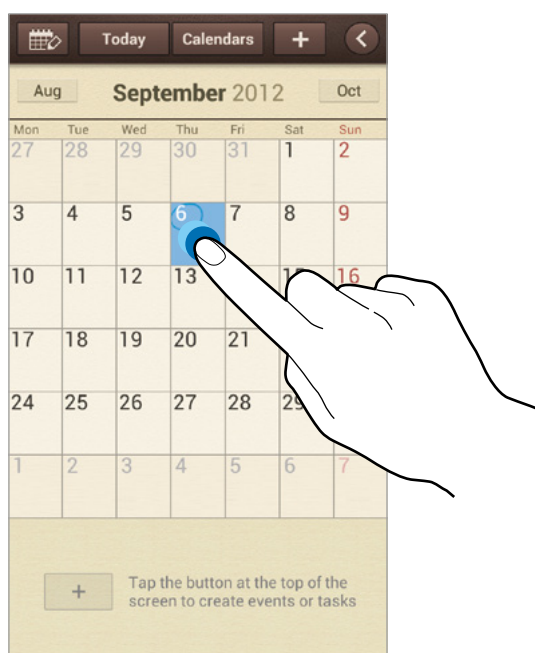 Today Calendars +
Aug September 2012 Oct
Mon Tue Wed Thu Fri Sat Sun
27 28 29 30 31 1 2
3 4 5 6 7 8 9
10 11 12 13 16
17 18 19 20 21
24 25 26 27 28 29
1 2 3 4 5 6 7
+ Tap the button at the top of the
screen to create events or tasks